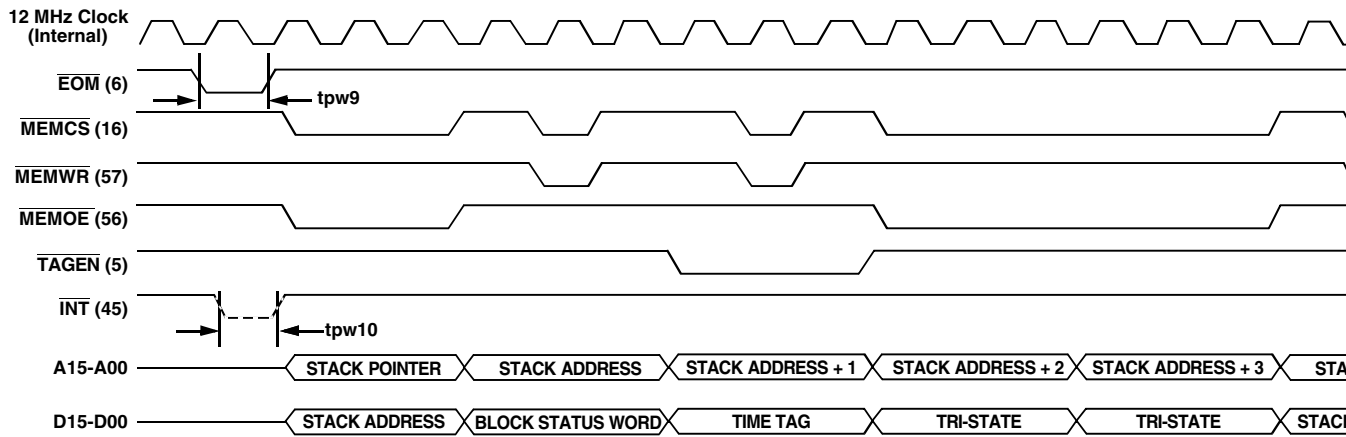 12 MHz Clock
(Internal)
EOM (6)
tpw9
MEMCS (16)
MEMWR (57)
MEMOE (56)
TAGEN (5)
INT (45)
tpw10
A15-A00 STACK POINTER STACK ADDRESS STACK ADDRESS + 1 STACK ADDRESS + 2 STACK ADDRESS + 3 STA
D15-D00 STACK ADDRESS BLOCK STATUS WORD TIME TAG TRI-STATE TRI-STATE STACK